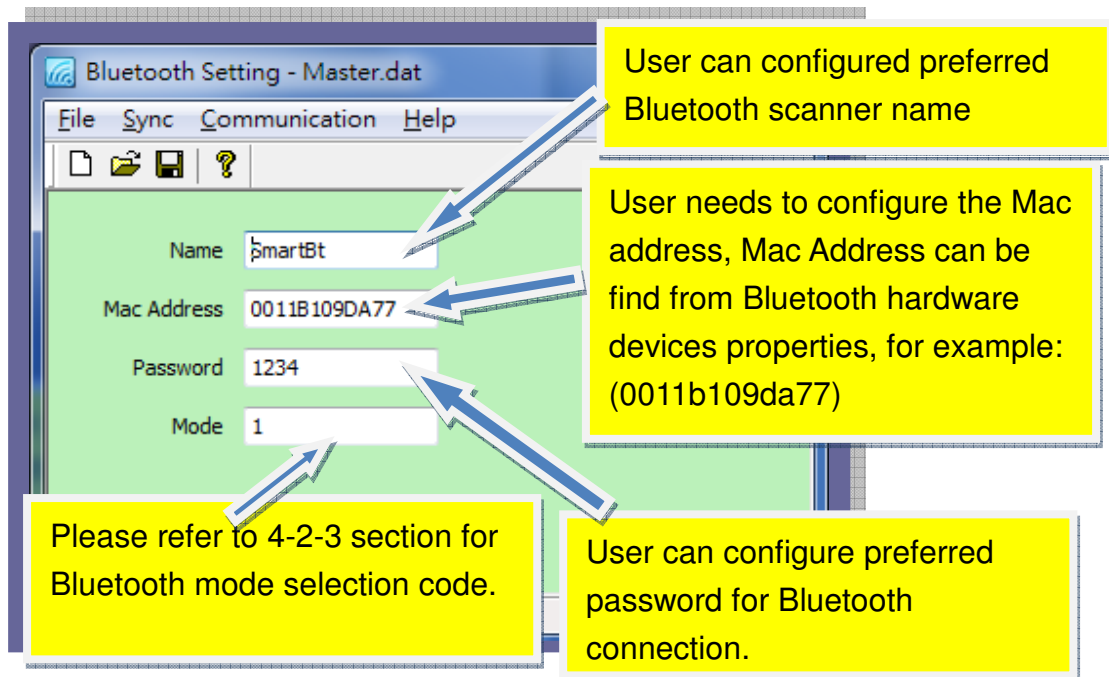 Bluetooth Setting - Master.dat
File Sync Communication Help
User can configured preferred
Bluetooth scanner name
Name SmartBt
Mac Address 0011B109DA77
Password 1234
Mode 1
User needs to configure the Mac
address, Mac Address can be
find from Bluetooth hardware
devices properties, for example:
(0011b109da77)
Please refer to 4-2-3 section for
Bluetooth mode selection code.
User can configure preferred
password for Bluetooth
connection.